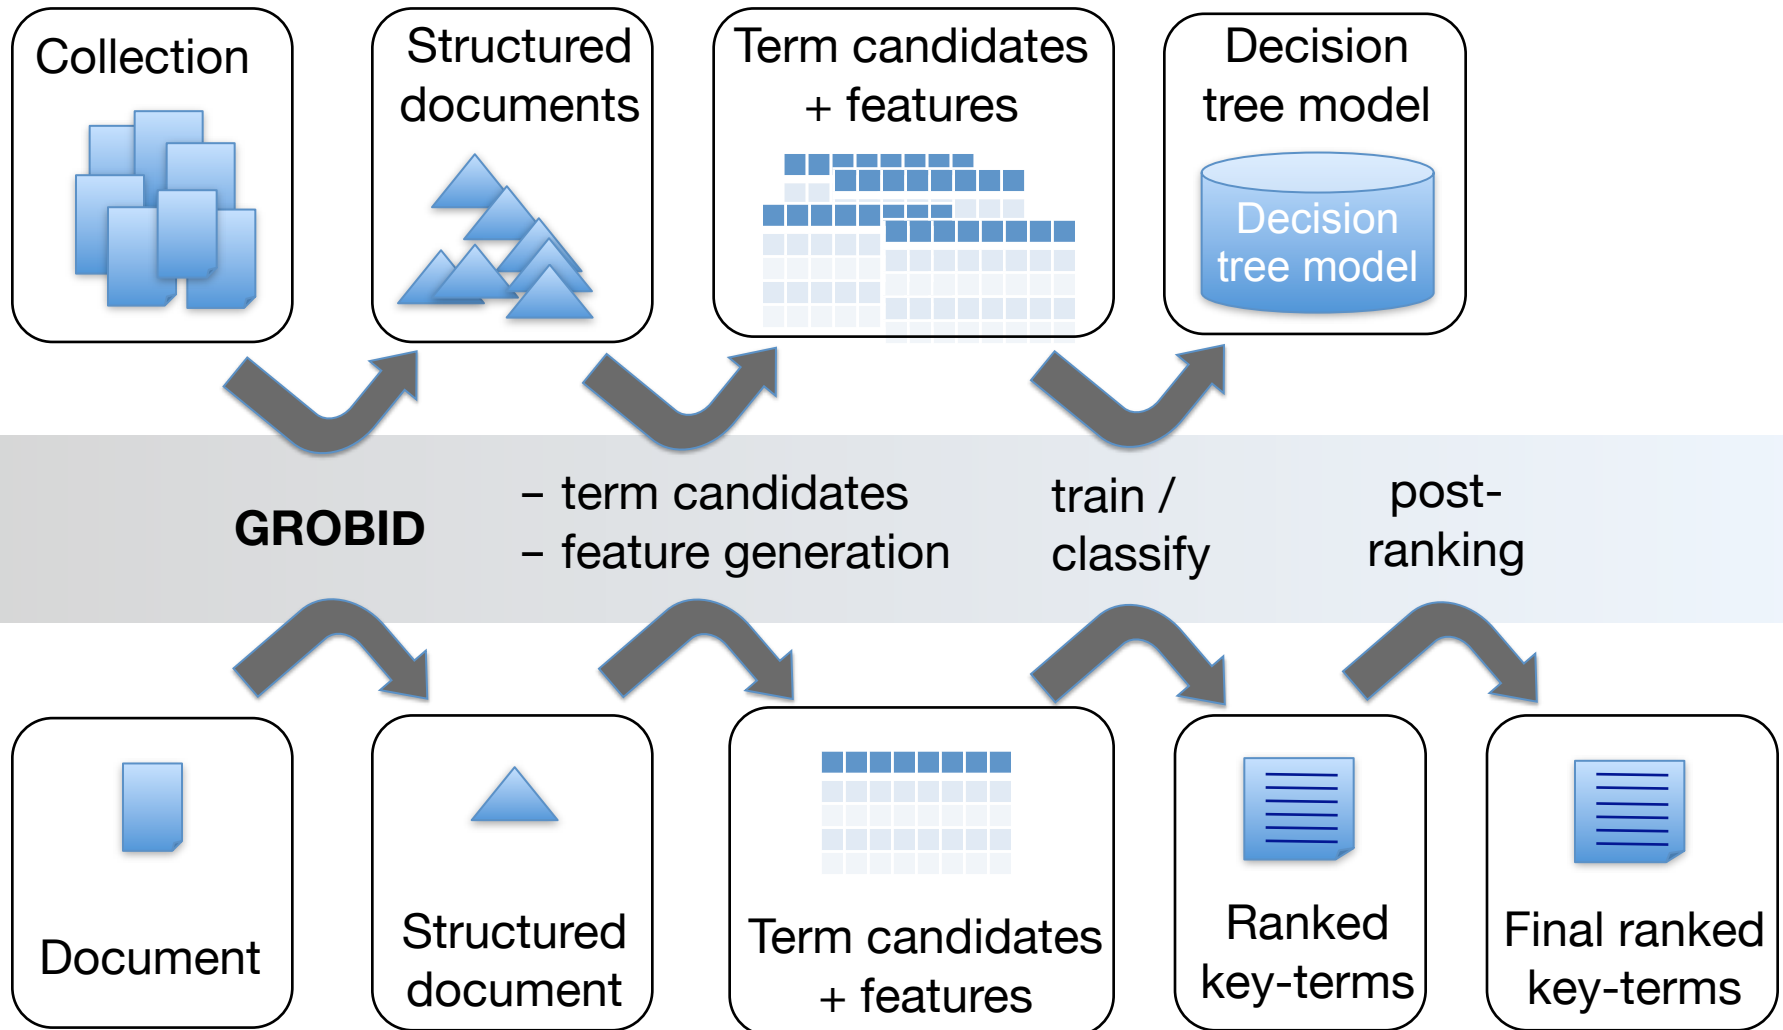 Collection
Structured
documents
Term candidates
+ features
Decision
tree model
Decision
tree model
GROBID
– term candidates
– feature generation
train /
classify
post-
ranking
Document
Structured
document
Term candidates
+ features
Ranked
key-terms
Final ranked
key-terms